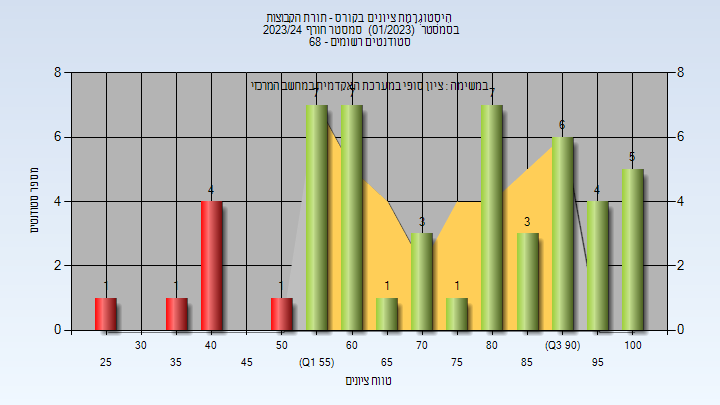 היסטוגרמת ציונים בקורס - תורת הקבוצות
בסמסטר (01/2023) סמסטר חורף 2023/24
סטודנטים רשומים - 68
במשימה : ציון סופי במערכת האקדמית במחשב המרכזי
8 8
7 7 7
6 6 6
5
4 4 4 4
3 3
2 2
1 1 1 1 1
0 0
מספר סטודנטים
30 40 50 60 70 80 (Q3 90) 100
25 35 45 (Q1 55) 65 75 85 95
טווח ציונים